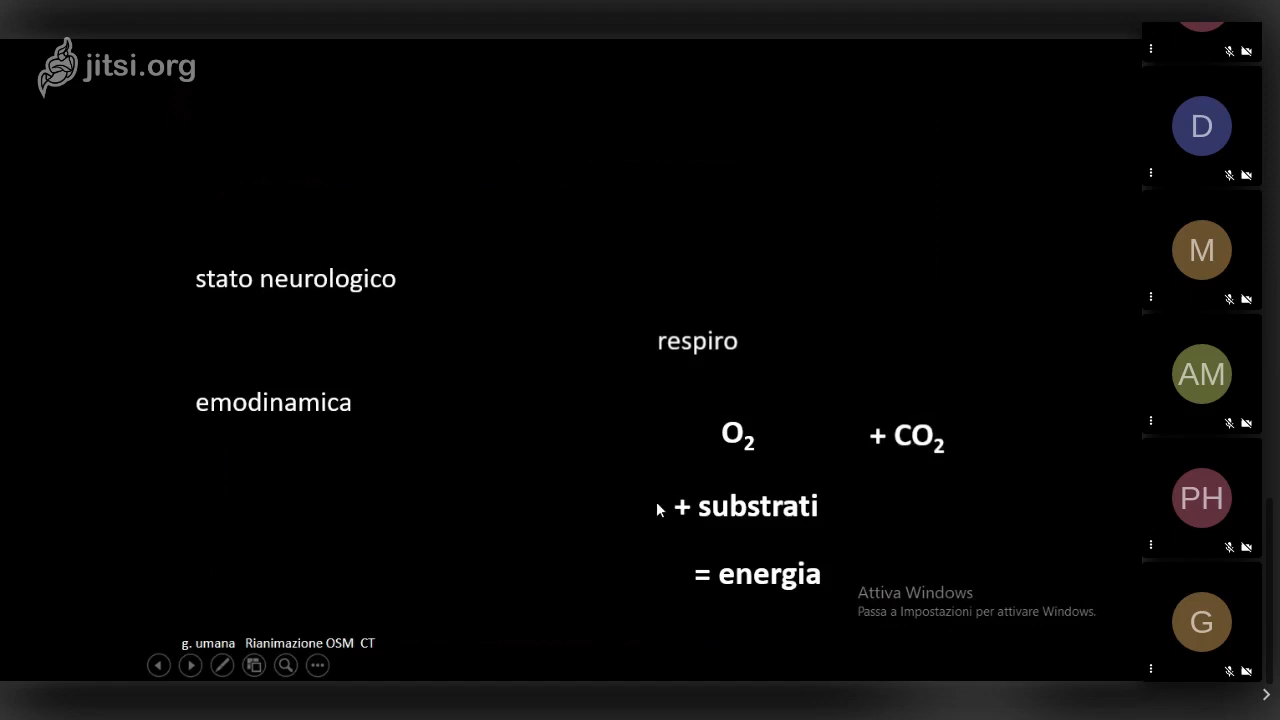 jitsi.org
stato neurologico
respiro
emodinamica
O₂ + CO₂
+ substrati
= energia
Attiva Windows
Passa a Impostazioni per attivare Windows.
g. umana Rianimazione OSM CT
D
M
AM
PH
G